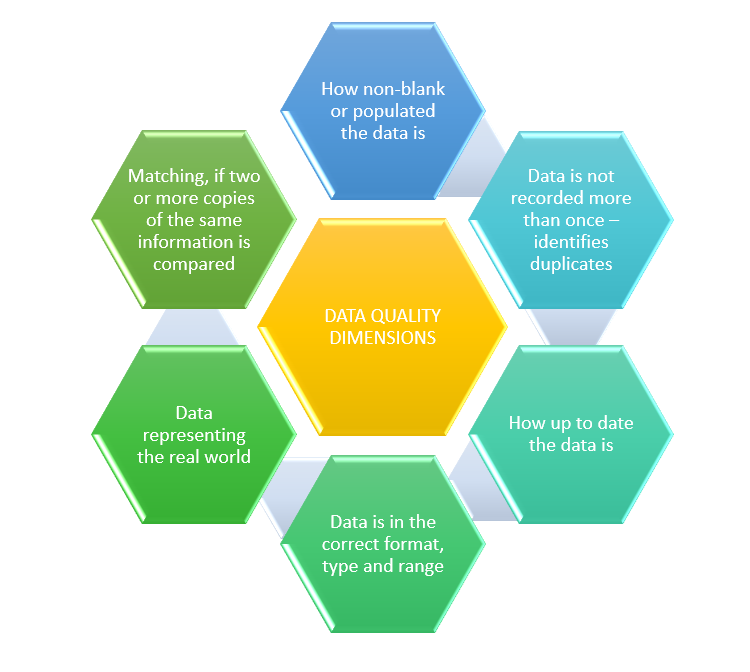 How non-blank
or populated
the data is
Data is not
recorded more
than once –
identifies
duplicates
How up to date
the data is
Data is in the
correct format,
type and range
Data
representing
the real world
Matching, if two
or more copies
of the same
information is
compared
DATA QUALITY
DIMENSIONS